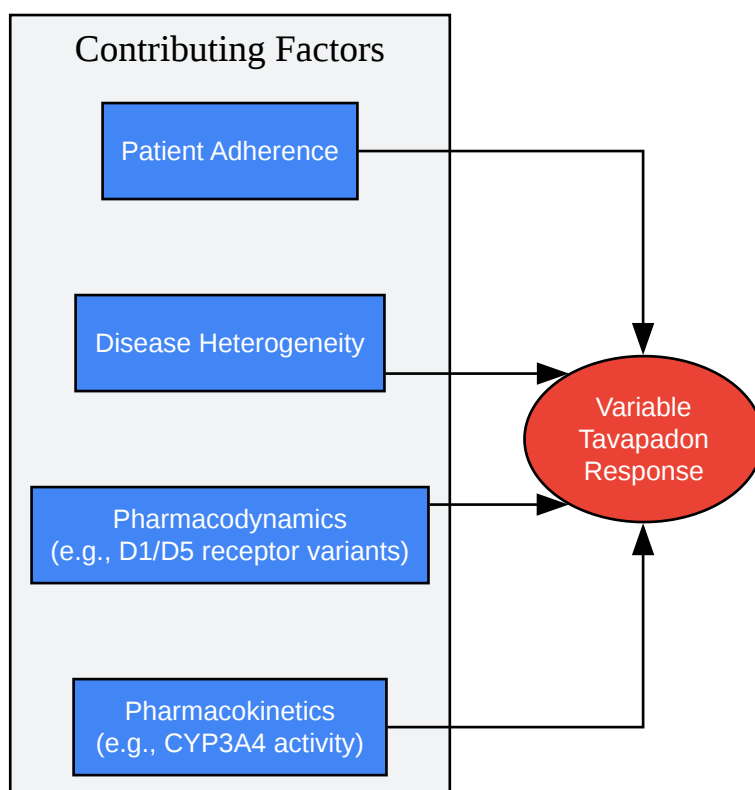 Contributing Factors
Patient Adherence
Disease Heterogeneity
Variable
Tavapadon
Response
Pharmacodynamics
(e.g., D1/D5 receptor variants)
Pharmacokinetics
(e.g., CYP3A4 activity)